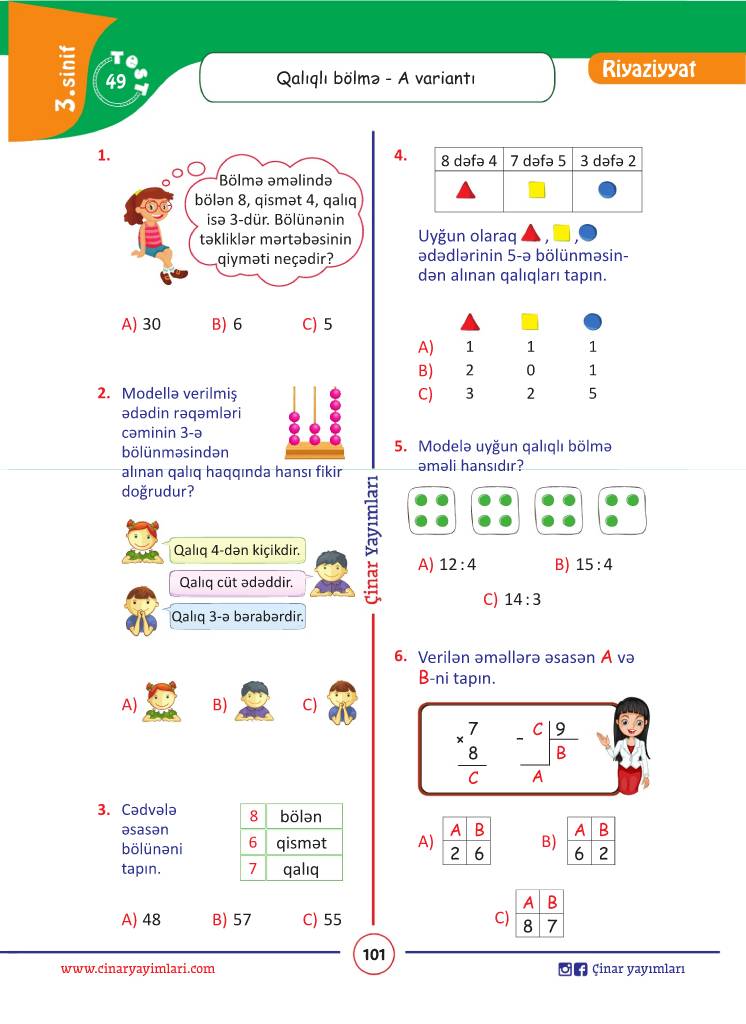 3.sinif
TEST
49
Qalıqlı bölmə - A variantı
Riyaziyyat
1.
Bölmə əməlində
bölən 8, qismət 4, qalıq
isə 3-dür. Bölünənin
təkliklər mərtəbəsinin
qiyməti neçədir?
A) 30 B) 6 C) 5
2. Modellə verilmiş
ədədin rəqəmləri
cəminin 3-ə
bölünməsindən
alınan qalıq haqqında hansı fikir
doğrudur?
Qalıq 4-dən kiçikdir.
Qalıq cüt ədəddir.
Qalıq 3-ə bərabərdir.
A) B) C)
3. Cədvələ
əsasən
bölünəni
tapın.
8 bölən
6 qismət
7 qalıq
A) 48 B) 57 C) 55
Çinar Yayımları
4.
8 dəfə 4 7 dəfə 5 3 dəfə 2
Uyğun olaraq , ,
ədədlərinin 5-ə bölünməsin-
dən alınan qalıqları tapın.
A) 1 1 1
B) 2 0 1
C) 3 2 5
5. Modelə uyğun qalıqlı bölmə
əməli hansıdır?
A) 12 : 4 B) 15 : 4
C) 14 : 3
6. Verilən əməllərə əsasən A və
B-ni tapın.
7
×
8
C
– C 9
B
A
A)
A B
2 6
B)
A B
6 2
C)
A B
8 7
101
www.cinaryayimlari.com
Çinar yayımları